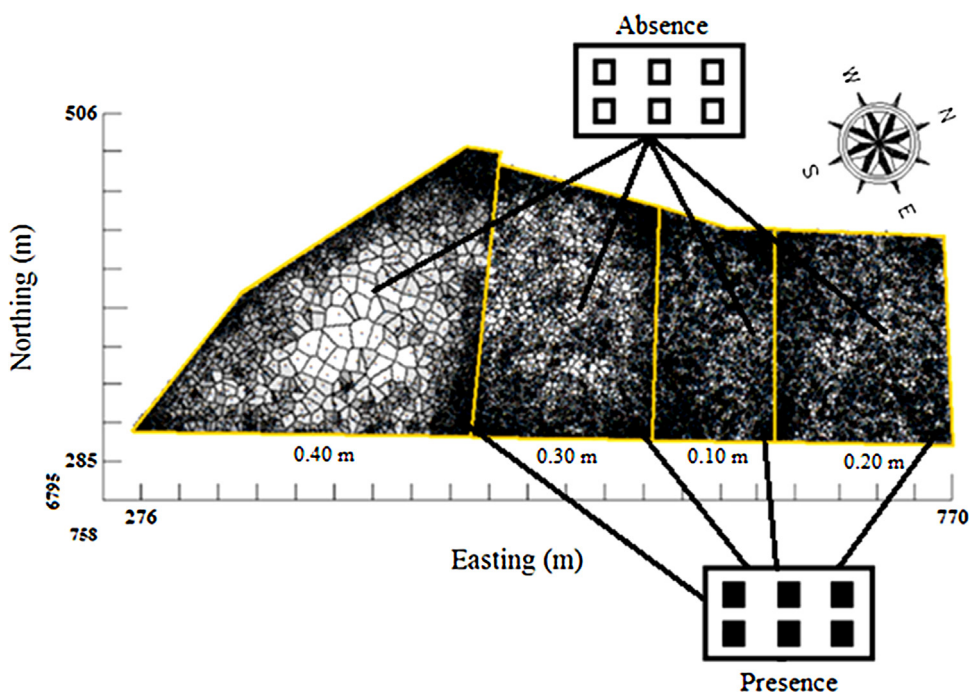 Absence
W
N
S
E
506
Northing (m)
0.40 m
0.30 m
0.10 m
0.20 m
285
6795
276
770
758
Easting (m)
Presence